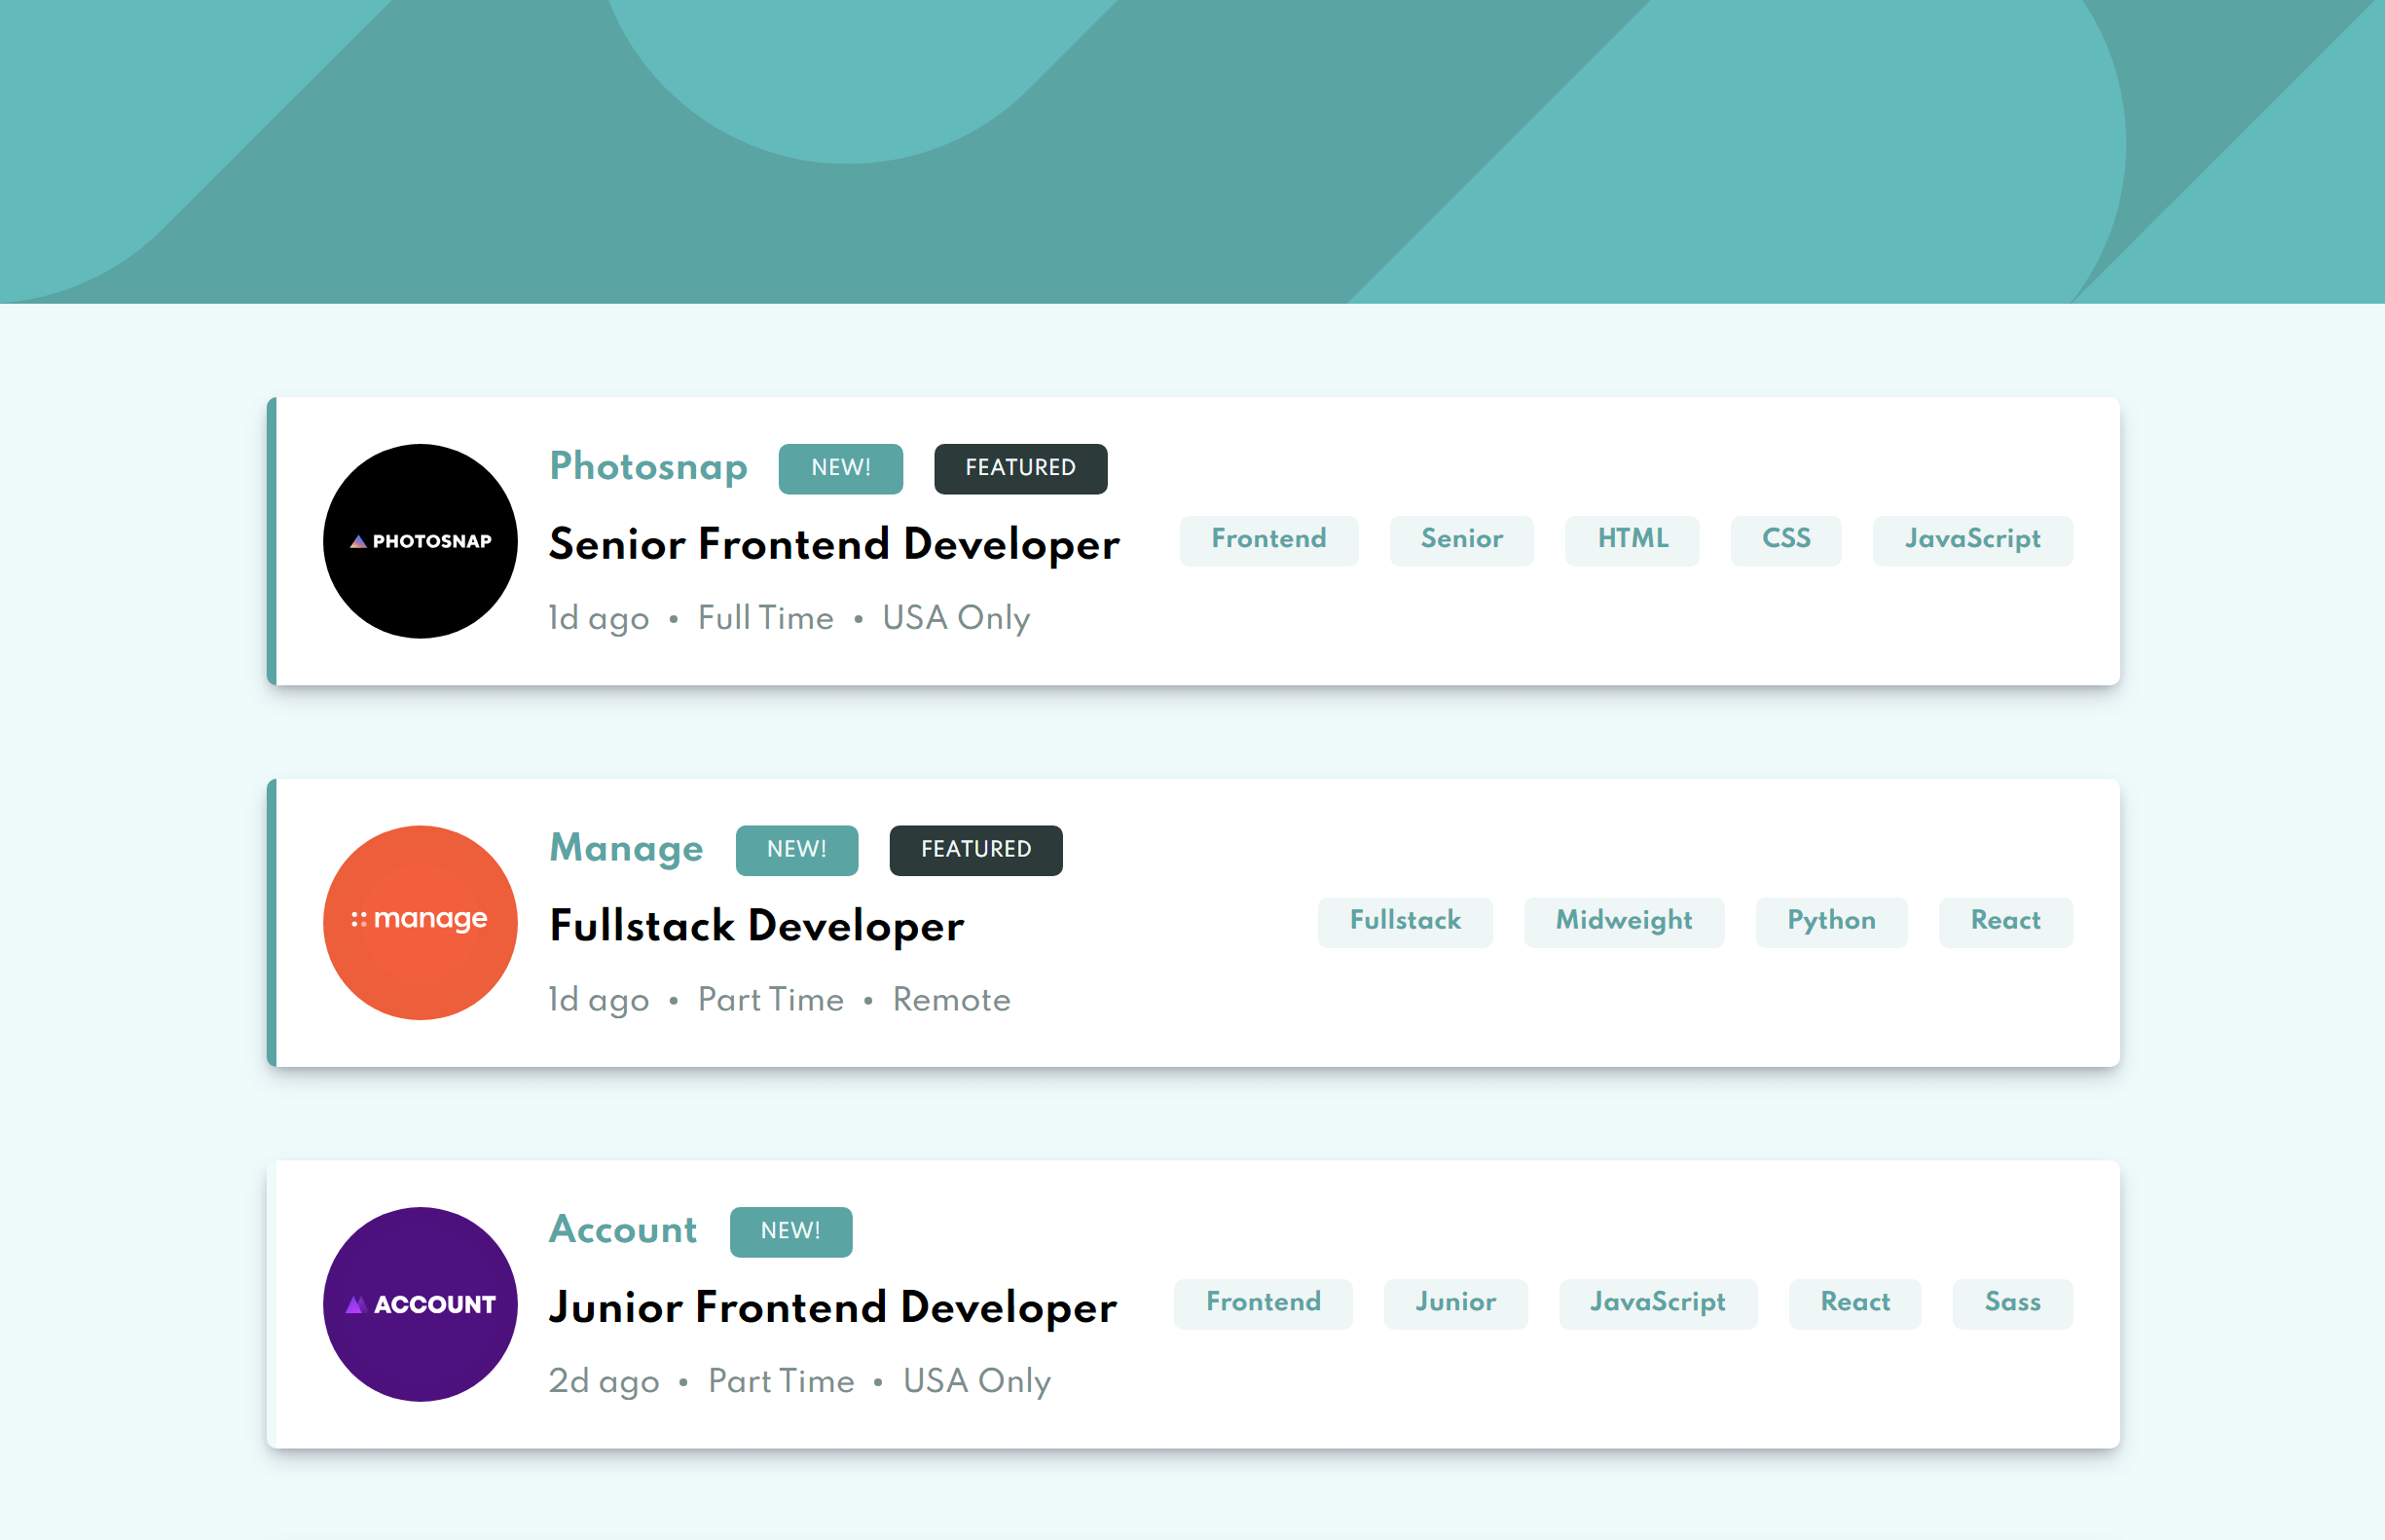 PHOTOSNAP
Photosnap NEW! FEATURED
Senior Frontend Developer
1d ago • Full Time • USA Only
Frontend Senior HTML CSS JavaScript
manage
Manage NEW! FEATURED
Fullstack Developer
1d ago • Part Time • Remote
Fullstack Midweight Python React
ACCOUNT
Account NEW!
Junior Frontend Developer
2d ago • Part Time • USA Only
Frontend Junior JavaScript React Sass